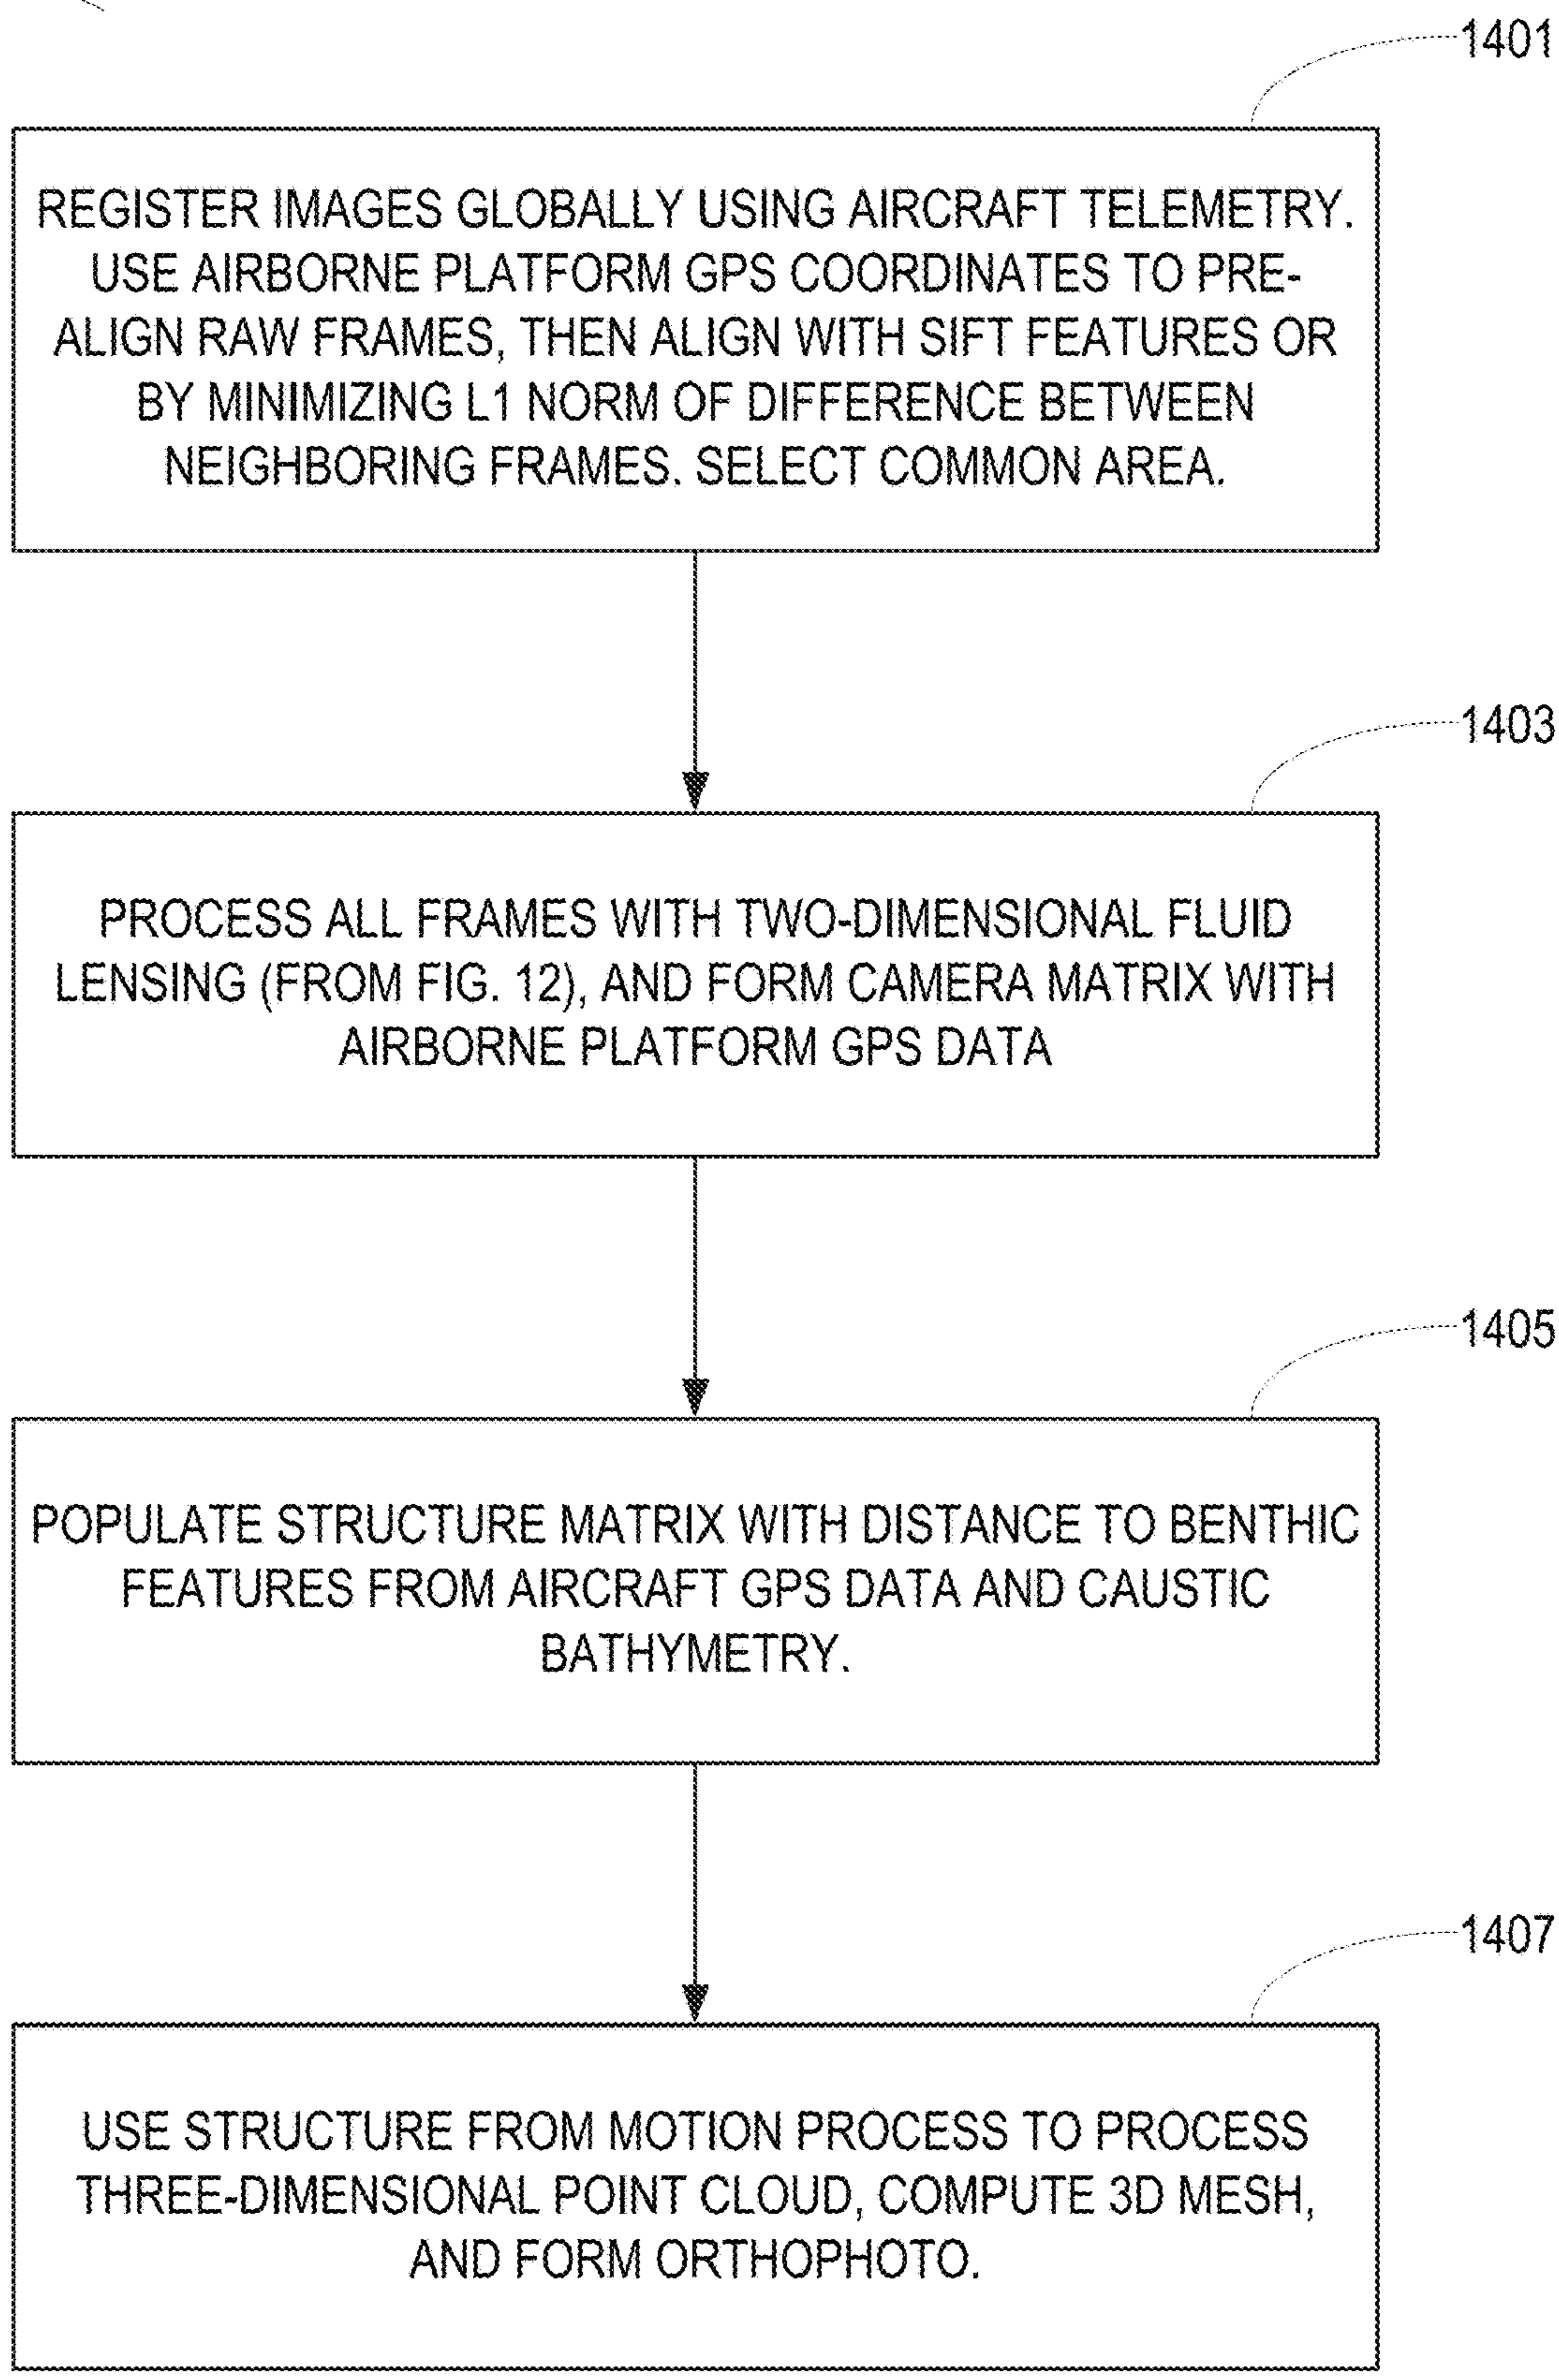 1401
REGISTER IMAGES GLOBALLY USING AIRCRAFT TELEMETRY.
USE AIRBORNE PLATFORM GPS COORDINATES TO PRE-
ALIGN RAW FRAMES, THEN ALIGN WITH SIFT FEATURES OR
BY MINIMIZING L1 NORM OF DIFFERENCE BETWEEN
NEIGHBORING FRAMES. SELECT COMMON AREA.
1403
PROCESS ALL FRAMES WITH TWO-DIMENSIONAL FLUID
LENSING (FROM FIG. 12), AND FORM CAMERA MATRIX WITH
AIRBORNE PLATFORM GPS DATA
1405
POPULATE STRUCTURE MATRIX WITH DISTANCE TO BENTHIC
FEATURES FROM AIRCRAFT GPS DATA AND CAUSTIC
BATHYMETRY.
1407
USE STRUCTURE FROM MOTION PROCESS TO PROCESS
THREE-DIMENSIONAL POINT CLOUD, COMPUTE 3D MESH,
AND FORM ORTHOPHOTO.